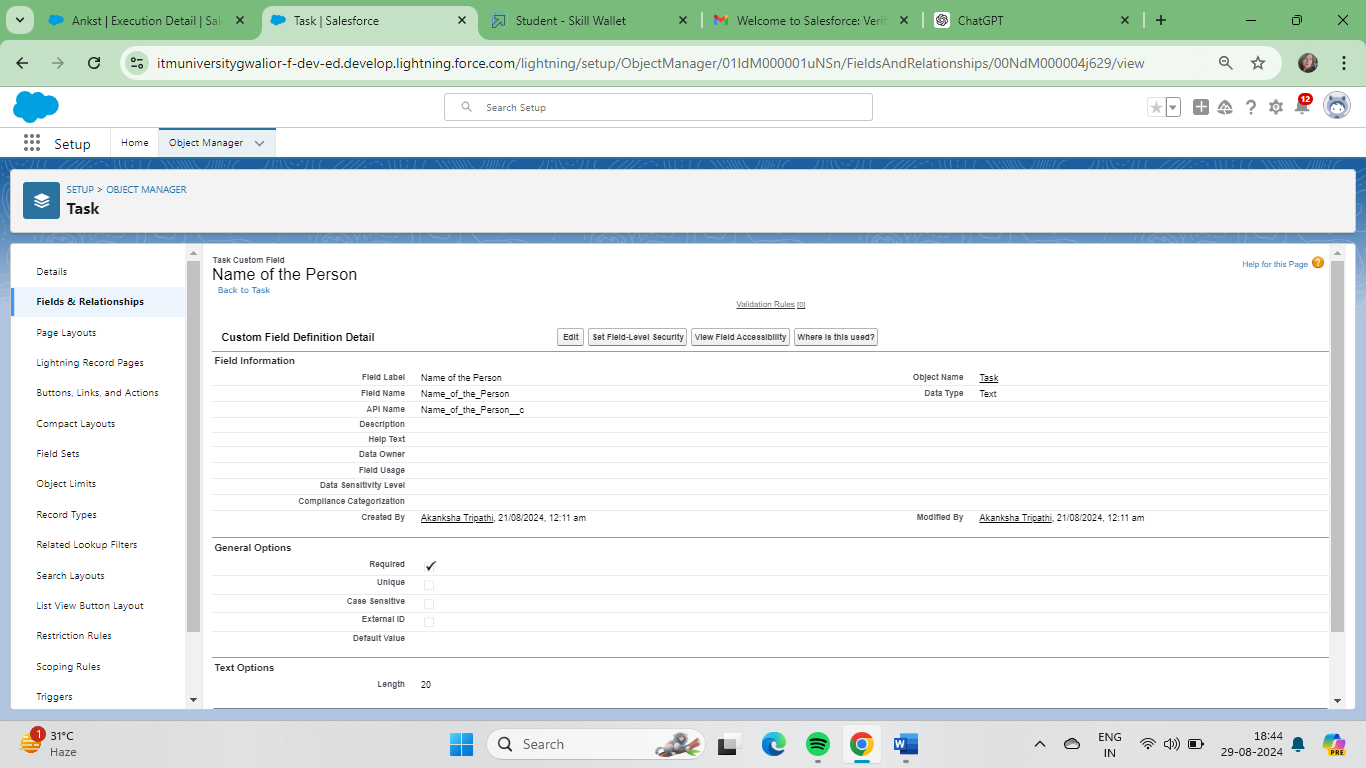 Ankst | Execution Detail | Sal
Task | Salesforce
Student - Skill Wallet
Welcome to Salesforce: Verif
ChatGPT
itmuniversitygwalior-f-dev-ed.develop.lightning.force.com/lightning/setup/ObjectManager/01IdM000001uNSn/FieldsAndRelationships/00NdM000004j629/view
Search Setup
12
Setup
Home
Object Manager
SETUP > OBJECT MANAGER
Task
Details
Fields & Relationships
Page Layouts
Lightning Record Pages
Buttons, Links, and Actions
Compact Layouts
Field Sets
Object Limits
Record Types
Related Lookup Filters
Search Layouts
List View Button Layout
Restriction Rules
Scoping Rules
Triggers
Task Custom Field
Name of the Person
Back to Task
Help for this Page
Validation Rules [0]
Custom Field Definition Detail
Edit
Set Field-Level Security
View Field Accessibility
Where is this used?
Field Information
Field Label Name of the Person Object Name Task
Field Name Name_of_the_Person Data Type Text
API Name Name_of_the_Person__c
Description
Help Text
Data Owner
Field Usage
Data Sensitivity Level
Compliance Categorization
Created By Akanksha Tripathi, 21/08/2024, 12:11 am Modified By Akanksha Tripathi, 21/08/2024, 12:11 am
General Options
Required
Unique
Case Sensitive
External ID
Default Value
Text Options
Length 20
1
31°C
Haze
Search
ENG
IN
18:44
29-08-2024
PRE